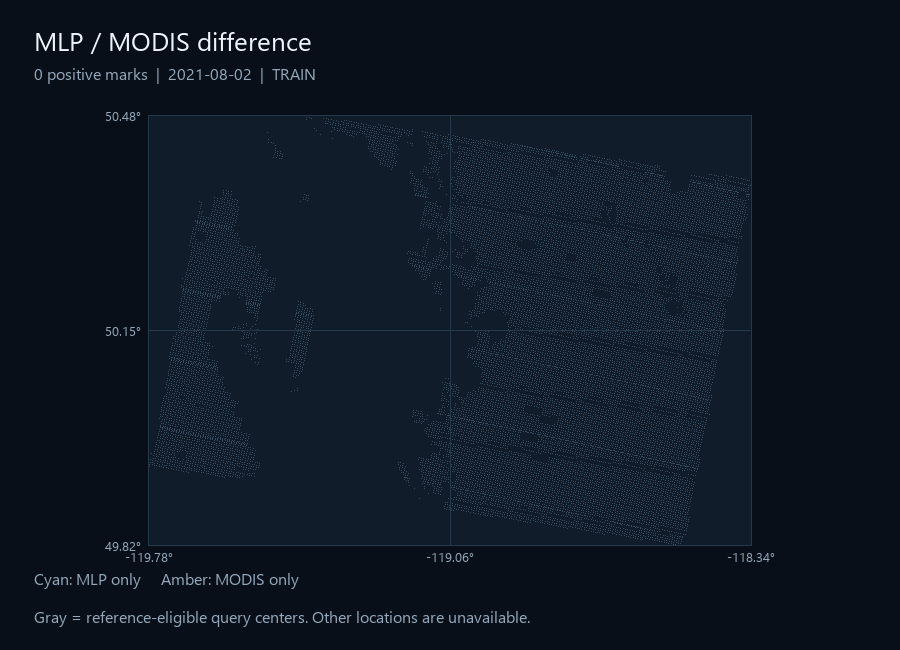 MLP / MODIS difference
0 positive marks | 2021-08-02 | TRAIN
50.48°
50.15°
49.82°
-119.78° -119.06° -118.34°
Cyan: MLP only Amber: MODIS only
Gray = reference-eligible query centers. Other locations are unavailable.